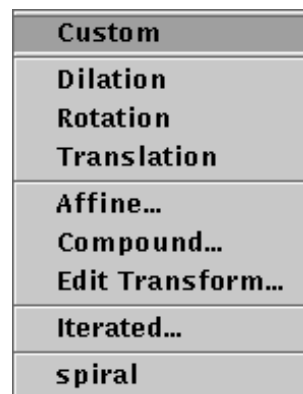 Custom
Dilation
Rotation
Translation
Affine...
Compound...
Edit Transform...
Iterated...
spiral